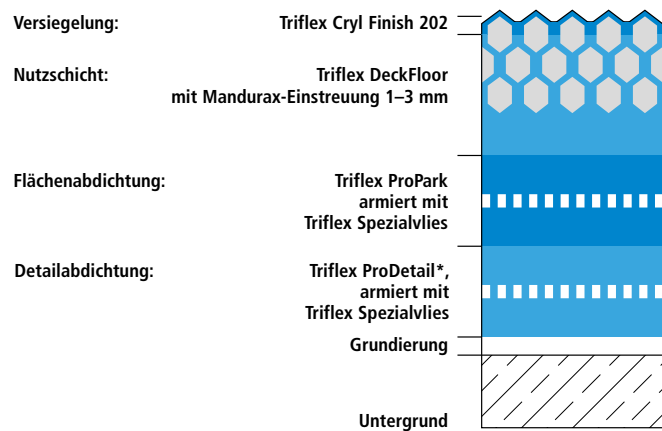 Versiegelung: Triflex Cryl Finish 202
Nutzschicht: Triflex DeckFloor
mit Mandurax-Einstreuung 1–3 mm
Flächenabdichtung: Triflex ProPark
armiert mit
Triflex Spezialvlies
Detailabdichtung: Triflex ProDetail*,
armiert mit
Triflex Spezialvlies
Grundierung
Untergrund